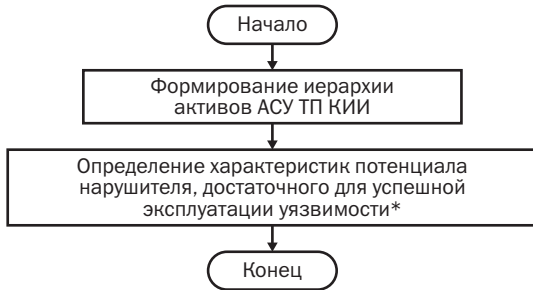 Начало
Формирование иерархии
активов АСУ ТП КИИ
Определение характеристик потенциала
нарушителя, достаточного для успешной
эксплуатации уязвимости*
Конец